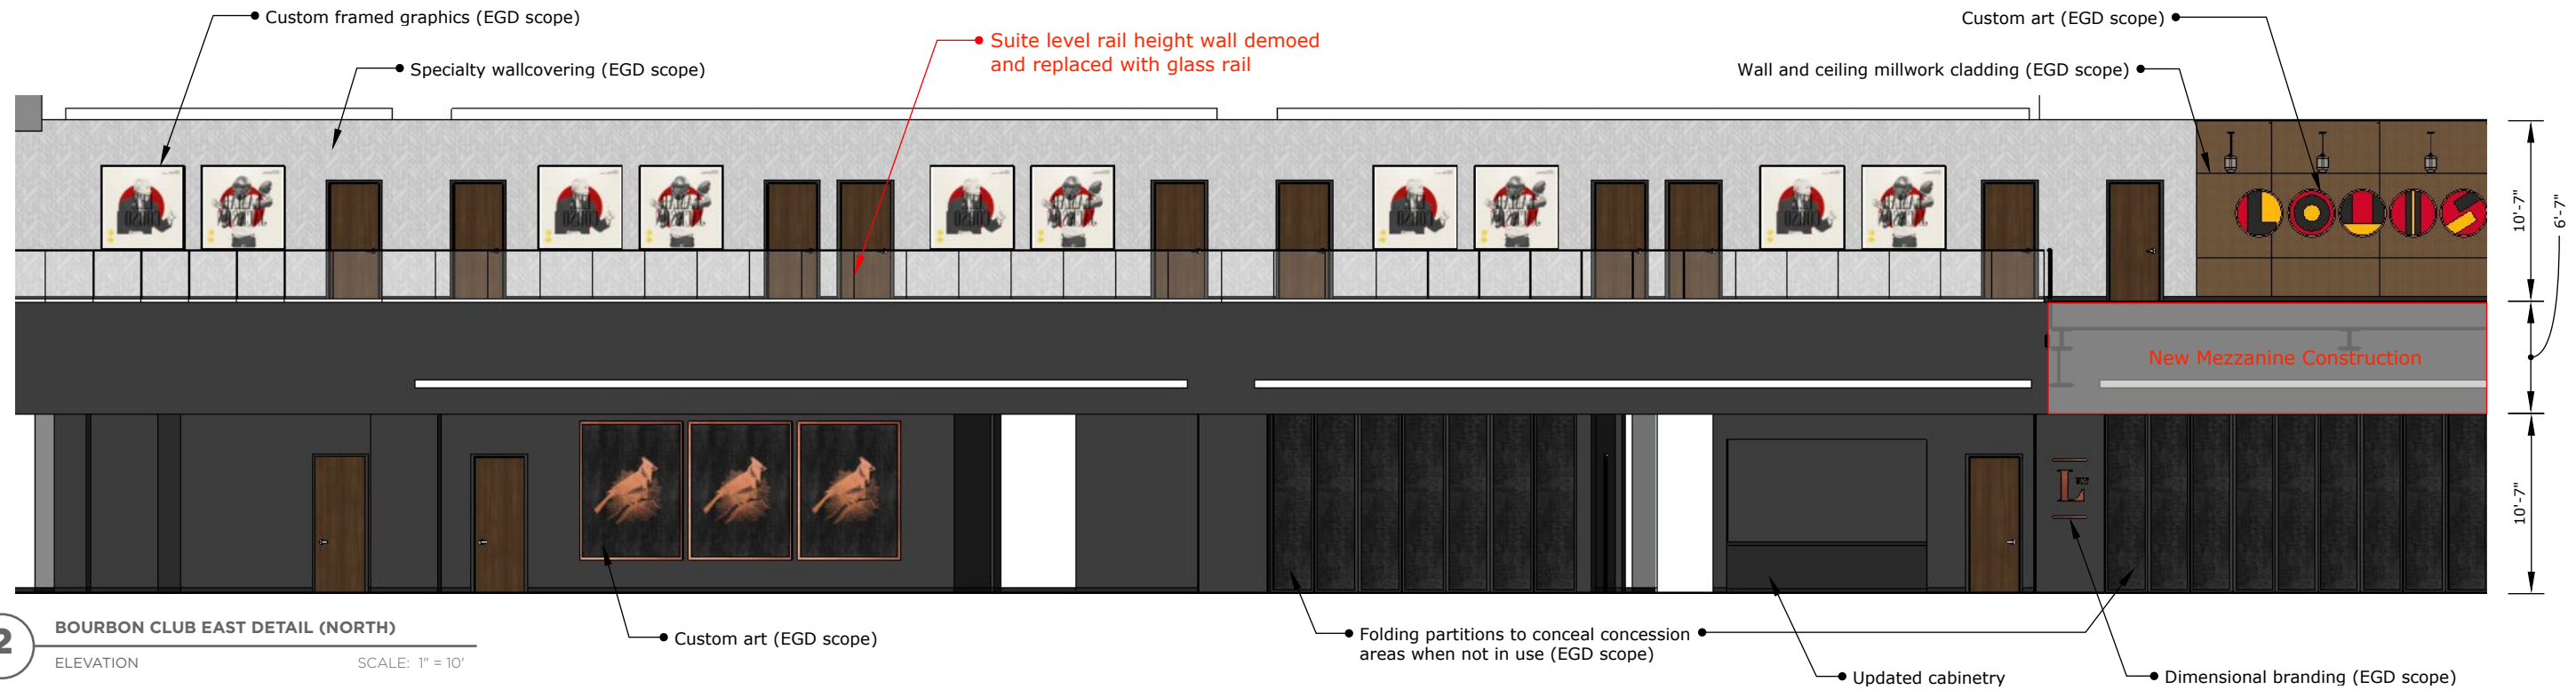 Custom framed graphics (EGD scope)
Custom art (EGD scope)
Suite level rail height wall demoed
and replaced with glass rail
Specialty wallcovering (EGD scope)
Wall and ceiling millwork cladding (EGD scope)
10'-7"
6'-7"
New Mezzanine Construction
10'-7"
L
2
BOURBON CLUB EAST DETAIL (NORTH)
ELEVATION
SCALE: 1" = 10'
Custom art (EGD scope)
Folding partitions to conceal concession
areas when not in use (EGD scope)
Updated cabinetry
Dimensional branding (EGD scope)